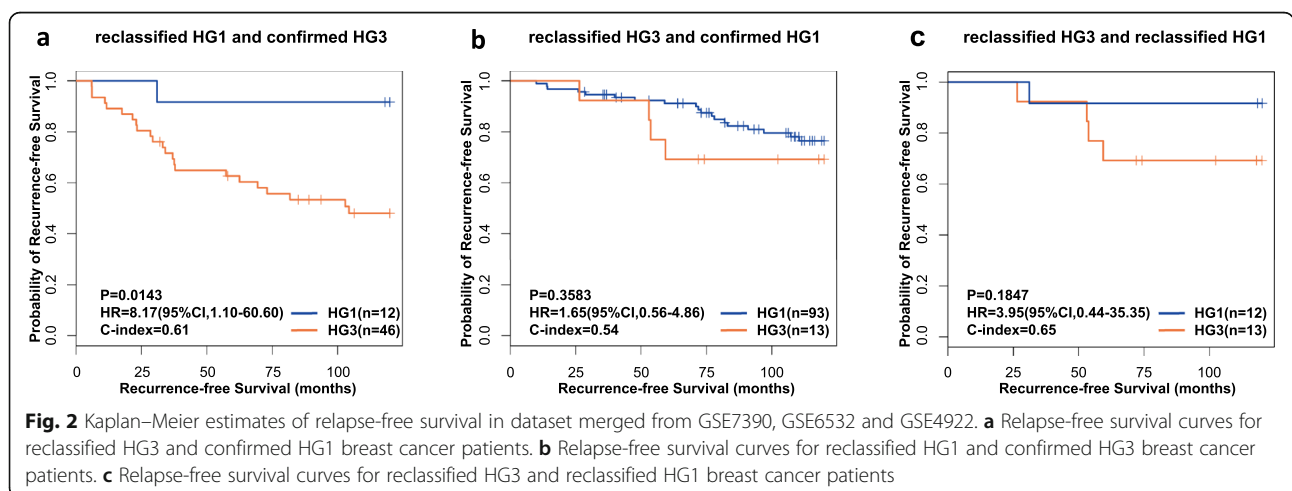 a reclassified HG1 and confirmed HG3
Probability of Recurrence-free Survival
1.0
0.8
0.6
0.4
0.2
0.0
P=0.0143
HR=8.17(95%CI,1.10-60.60) HG1(n=12)
C-index=0.61 HG3(n=46)
0 25 50 75 100
Recurrence-free Survival (months)
b reclassified HG3 and confirmed HG1
Probability of Recurrence-free Survival
1.0
0.8
0.6
0.4
0.2
0.0
P=0.3583
HR=1.65(95%CI,0.56-4.86) HG1(n=93)
C-index=0.54 HG3(n=13)
0 25 50 75 100
Recurrence-free Survival (months)
c reclassified HG3 and reclassified HG1
Probability of Recurrence-free Survival
1.0
0.8
0.6
0.4
0.2
0.0
P=0.1847
HR=3.95(95%CI,0.44-35.35) HG1(n=12)
C-index=0.65 HG3(n=13)
0 25 50 75 100
Recurrence-free Survival (months)
Fig. 2 Kaplan–Meier estimates of relapse-free survival in dataset merged from GSE7390, GSE6532 and GSE4922. a Relapse-free survival curves for
reclassified HG3 and confirmed HG1 breast cancer patients. b Relapse-free survival curves for reclassified HG1 and confirmed HG3 breast cancer
patients. c Relapse-free survival curves for reclassified HG3 and reclassified HG1 breast cancer patients